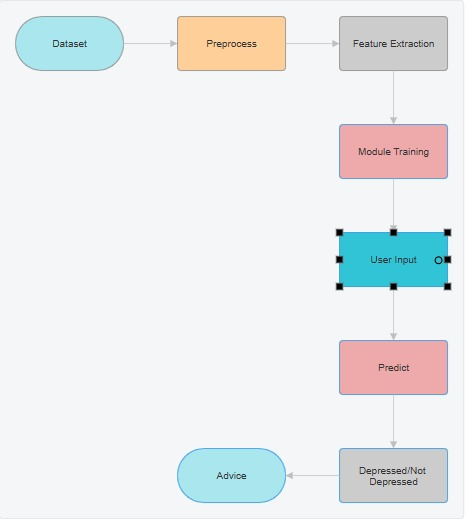 Dataset
Preprocess
Feature Extraction
Module Training
User Input
Predict
Depressed/Not
Depressed
Advice